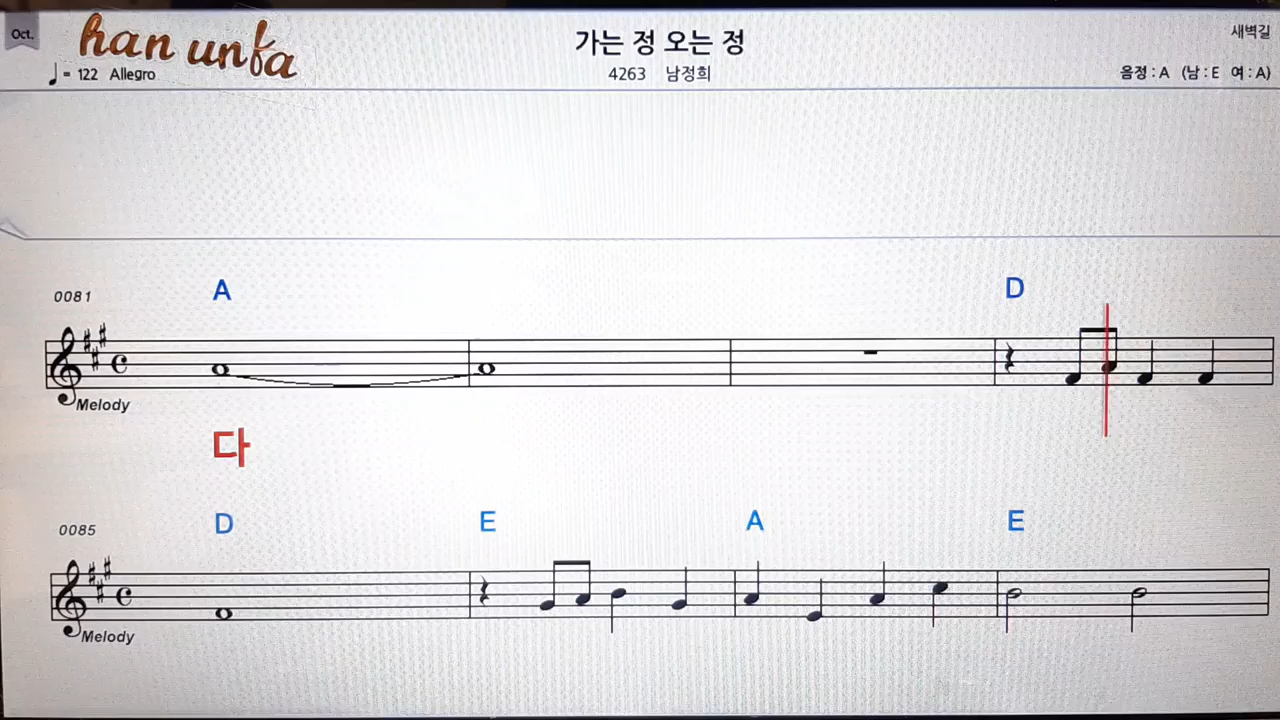 Oct.
han unfa
가는 정 오는 정
새벽길
♩= 122 Allegro
4263 남정희
음정 : A (남 : E 여 : A)
0081
A
D
Melody
다
0085
D
E
A
E
Melody